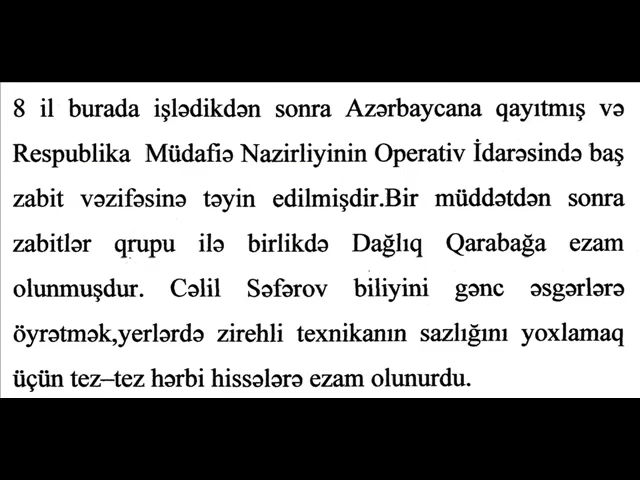 8 il burada işlədikdən sonra Azərbaycana qayıtmış və
Respublika Müdafiə Nazirliyinin Operativ İdarəsində baş
zabit vəzifəsinə təyin edilmişdir.Bir müddətdən sonra
zabitlər qrupu ilə birlikdə Dağlıq Qarabağa ezam
olunmuşdur. Cəlil Səfərov biliyini gənc əsgərlərə
öyrətmək,yerlərdə zirehli texnikanın sazlığını yoxlamaq
üçün tez–tez hərbi hissələrə ezam olunurdu.